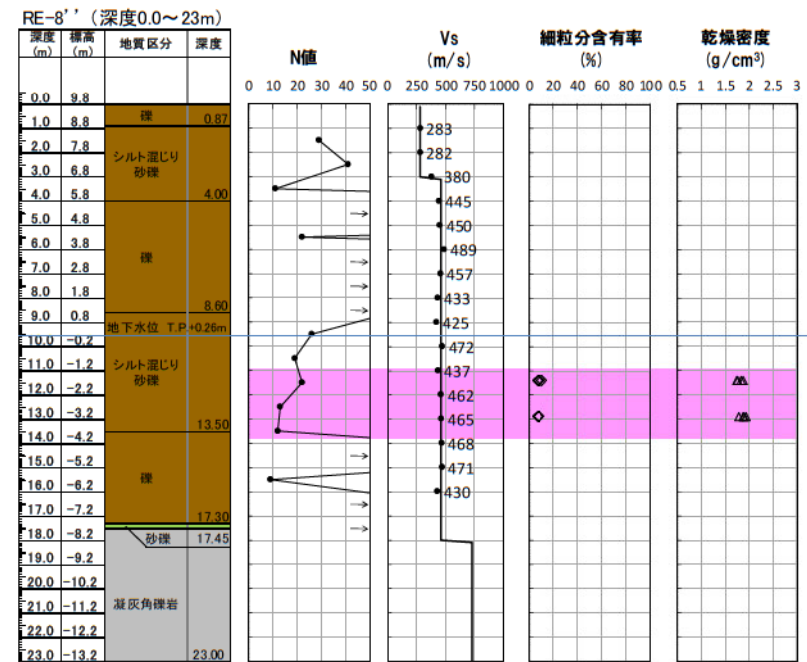 RE-8’’（深度0.0～23m）
深度 標高 地質区分 深度
(m) (m)
N値
Vs
(m/s)
細粒分含有率
(%)
乾燥密度
(g/cm³)
0 10 20 30 40 50
0 250 500 750 1000
0 20 40 60 80 100
0.5 1 1.5 2 2.5 3
0.0 9.8
1.0 8.8 礫 0.87
283
2.0 7.8
シルト混じり
282
3.0 6.8 砂礫
380
4.0 5.8 4.00
445
5.0 4.8
450
6.0 3.8
489
7.0 2.8 礫
457
8.0 1.8
433
9.0 0.8 8.60
425
地下水位 T.P.+0.26m
10.0 -0.2
472
11.0 -1.2 シルト混じり
437
12.0 -2.2 砂礫
462
13.0 -3.2
465
13.50
14.0 -4.2
468
15.0 -5.2
471
16.0 -6.2 礫
430
17.0 -7.2
17.30
18.0 -8.2 砂礫 17.45
19.0 -9.2
20.0 -10.2
21.0 -11.2 凝灰角礫岩
22.0 -12.2
23.0 -13.2 23.00